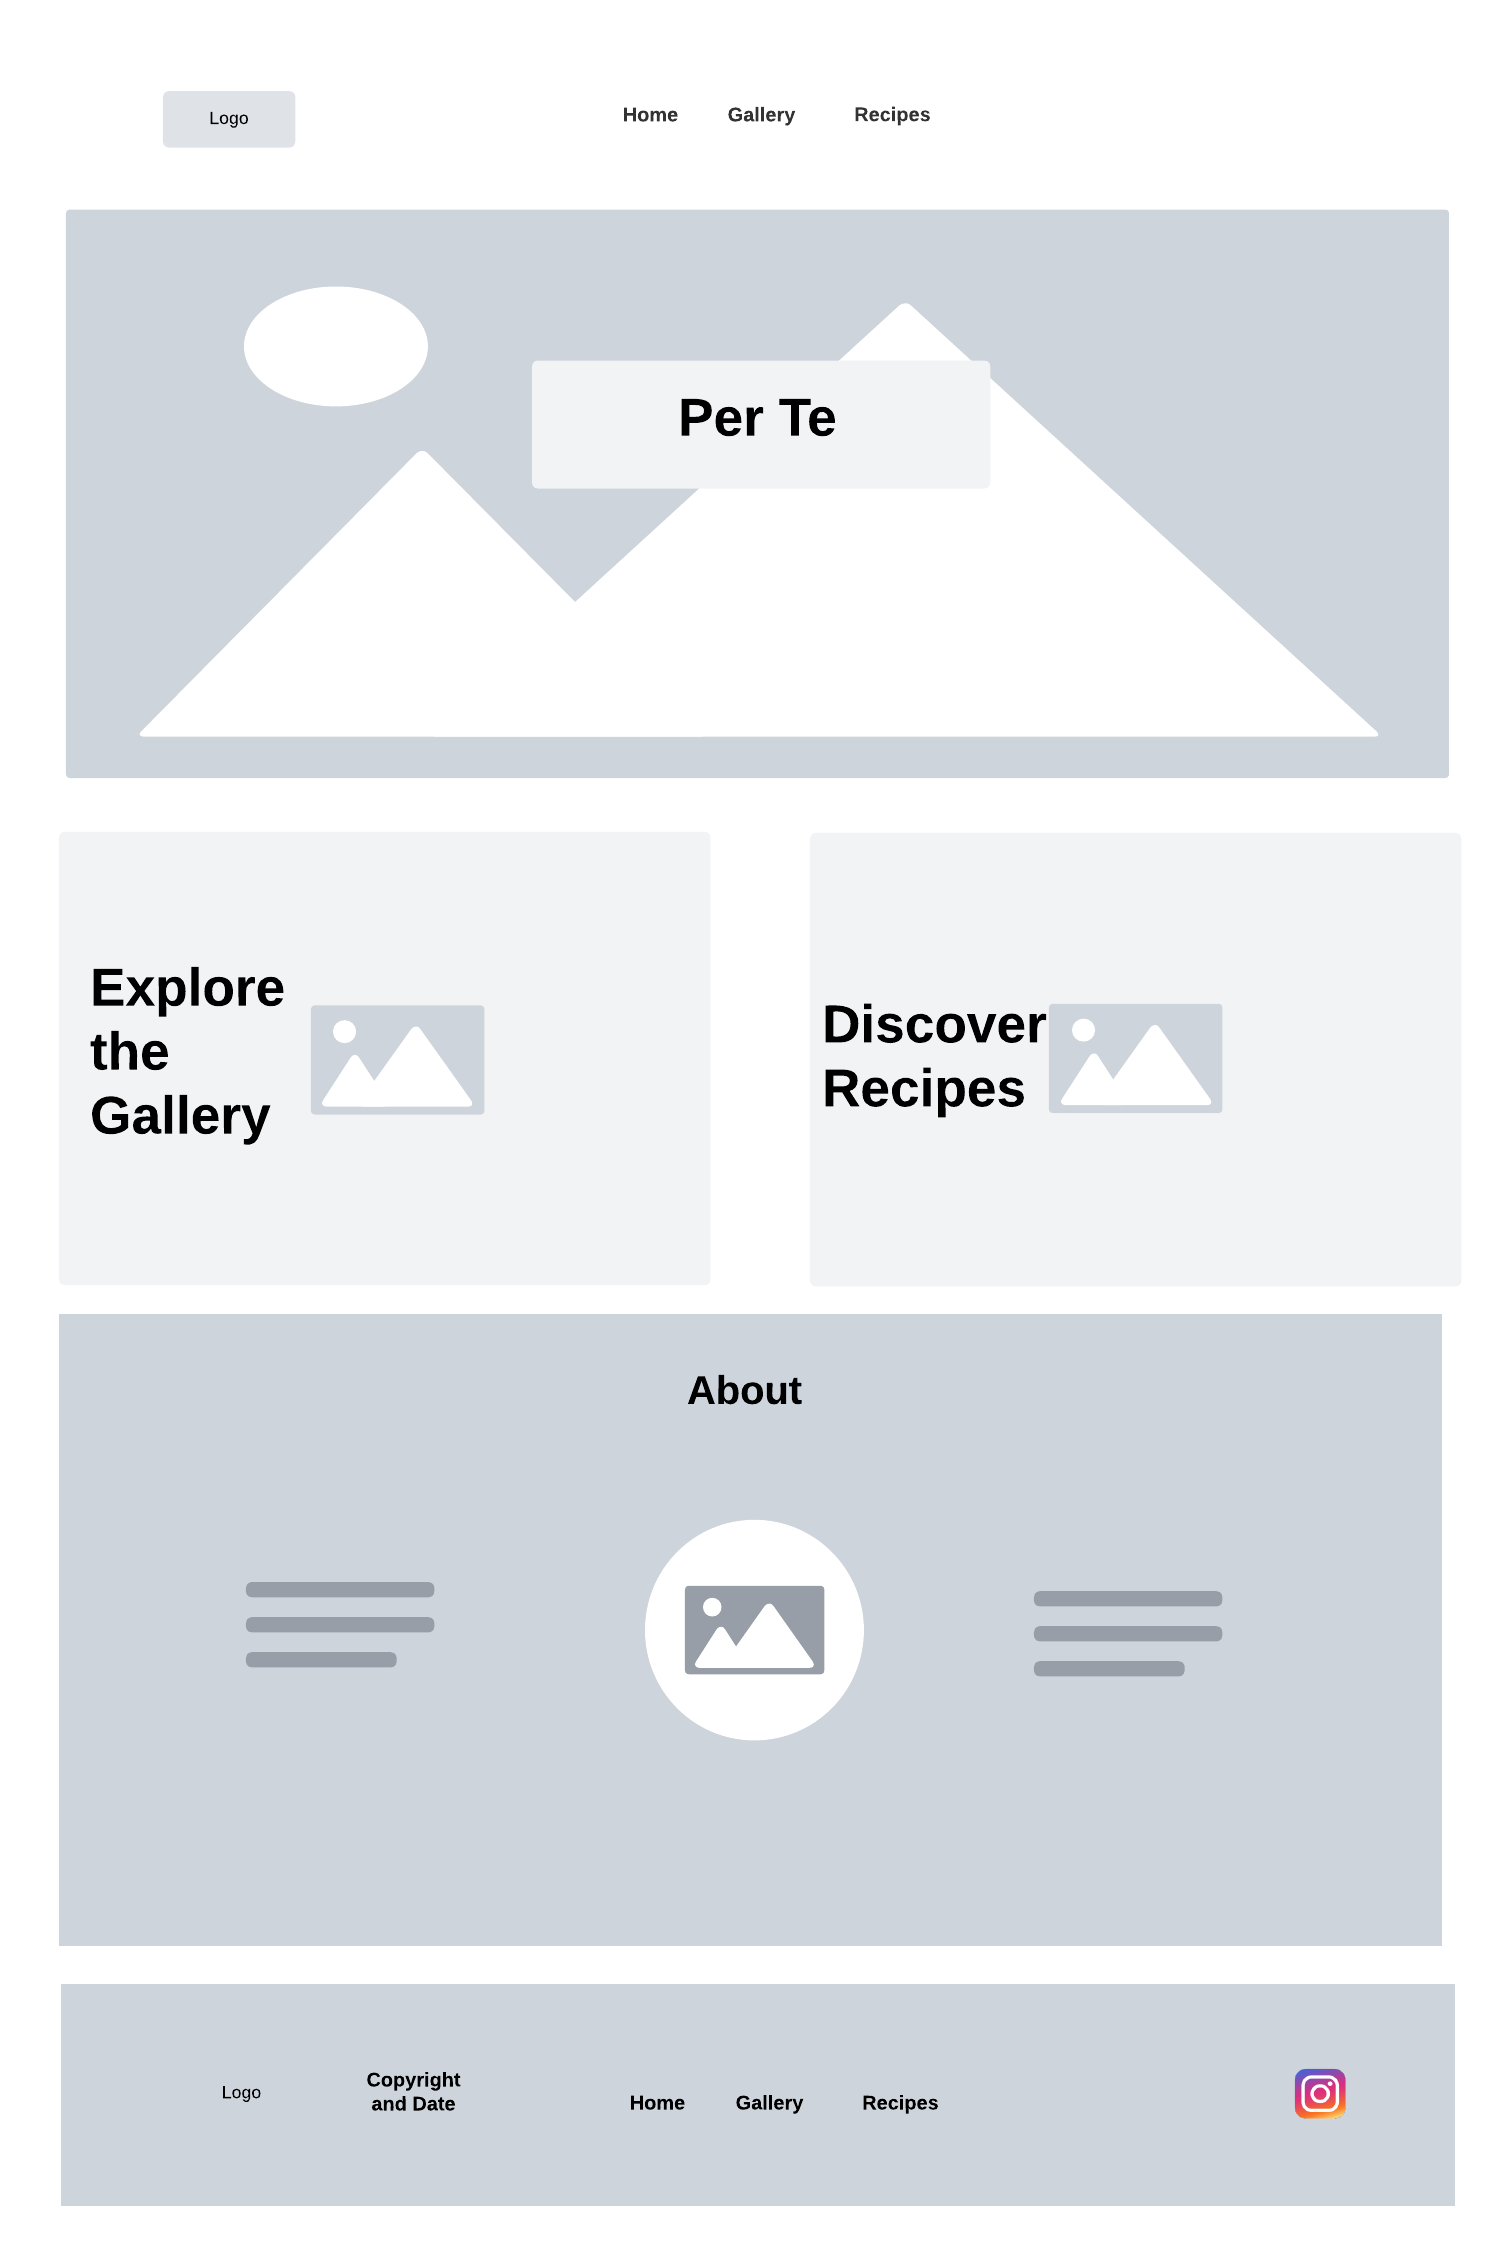 Logo
Home Gallery Recipes
Per Te
Explore
the
Gallery
Discover
Recipes
About
Logo
Copyright
and Date
Home Gallery Recipes